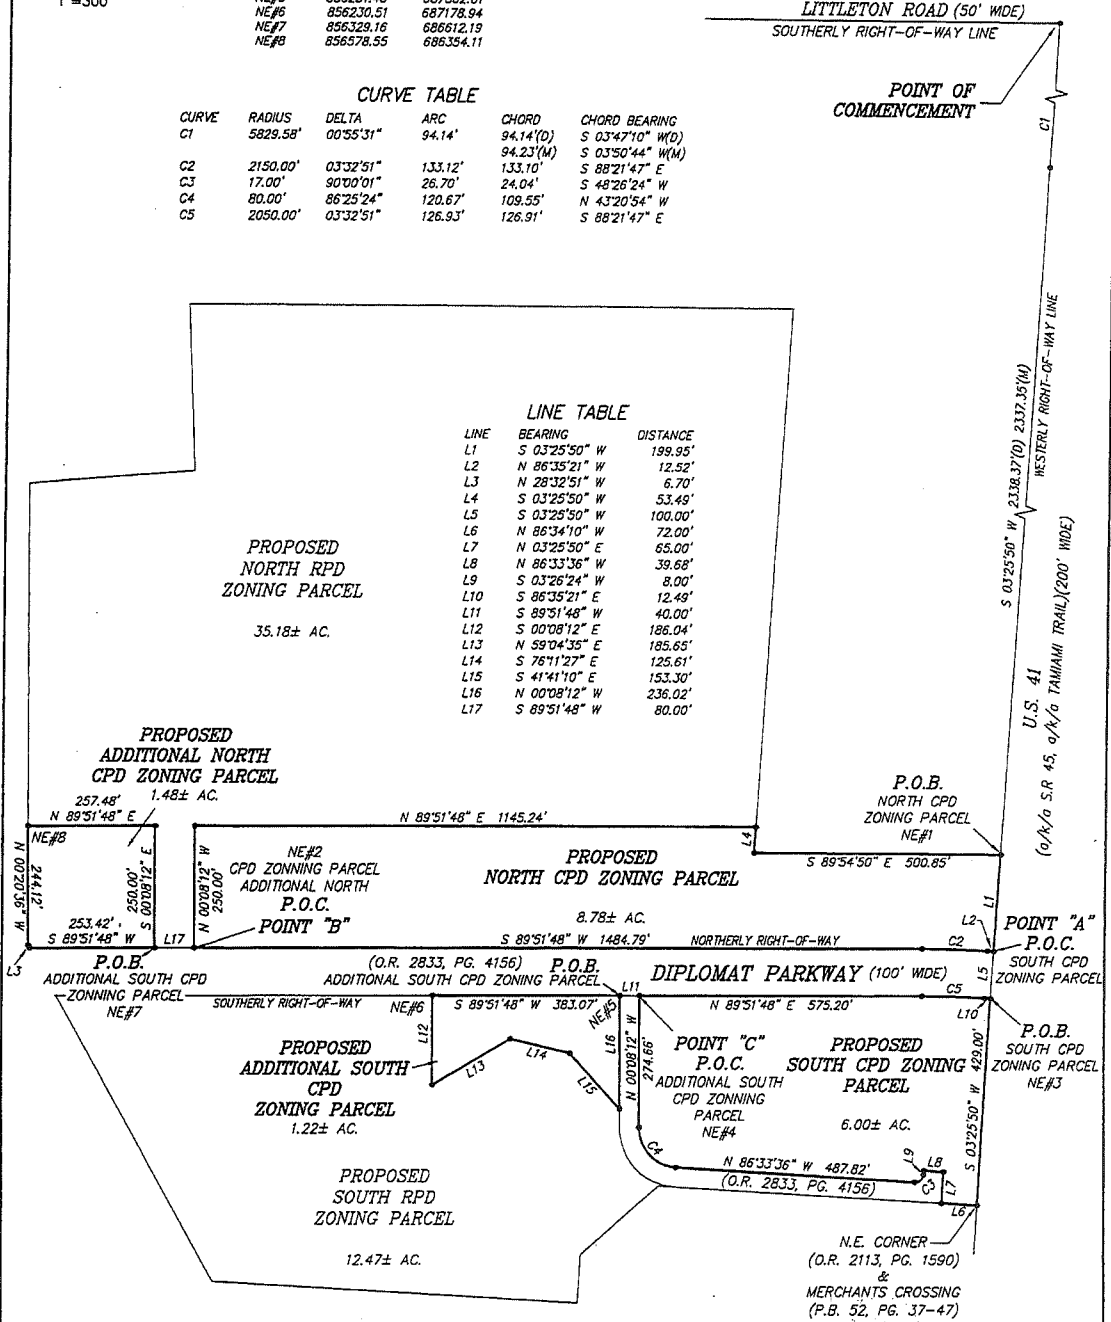 1"=300'
NE#6 856230.51 687178.94
NE#7 856329.16 686612.19
NE#8 856578.55 686354.11
LITTLETON ROAD (50' WIDE)
SOUTHERLY RIGHT-OF-WAY LINE
POINT OF
COMMENCEMENT
CURVE TABLE
CURVE RADIUS DELTA ARC CHORD CHORD BEARING
C1 5829.58' 00°55'31" 94.14' 94.14'(D) S 03°47'10" W(D)
94.23'(M) S 03°50'44" W(M)
C2 2150.00' 03°32'51" 133.12' 133.10' S 88°21'47" E
C3 17.00' 90°00'01" 26.70' 24.04' S 48°26'24" W
C4 80.00' 86°25'24" 120.67' 109.55' N 43°20'54" W
C5 2050.00' 03°32'51" 126.93' 126.91' S 88°21'47" E
C1
WESTERLY RIGHT-OF-WAY LINE
S 03°25'50" W 2338.37'(D) 2337.35'(M)
U.S. 41
(a/k/a S.R 45, a/k/a TAMIAMI TRAIL)(200' WIDE)
LINE TABLE
LINE BEARING DISTANCE
L1 S 03°25'50" W 199.95'
L2 N 86°35'21" W 12.52'
L3 N 28°32'51" W 6.70'
L4 S 03°25'50" W 53.49'
L5 S 03°25'50" W 100.00'
L6 N 86°34'10" W 72.00'
L7 N 03°25'50" E 65.00'
L8 N 86°33'36" W 39.68'
L9 S 03°26'24" W 8.00'
L10 S 86°35'21" E 12.49'
L11 S 89°51'48" W 40.00'
L12 S 00°08'12" E 186.04'
L13 N 59°04'35" E 185.65'
L14 S 76°11'27" E 125.61'
L15 S 41°41'10" E 153.30'
L16 N 00°08'12" W 236.02'
L17 S 89°51'48" W 80.00'
PROPOSED
NORTH RPD
ZONING PARCEL
35.18± AC.
PROPOSED
ADDITIONAL NORTH
CPD ZONING PARCEL
1.48± AC.
257.48'
N 89°51'48" E
NE#8
N 00°20'36" W
244.12'
250.00'
S 00°08'12" E
253.42'
S 89°51'48" W
L3
L17
N 00°08'12" W
250.00'
N 89°51'48" E 1145.24'
L4
S 89°54'50" E 500.85'
P.O.B.
NORTH CPD
ZONING PARCEL
NE#1
NE#2
CPD ZONNING PARCEL
ADDITIONAL NORTH
P.O.C.
POINT "B"
PROPOSED
NORTH CPD ZONING PARCEL
8.78± AC.
L1
L2
S 89°51'48" W 1484.79'
NORTHERLY RIGHT-OF-WAY
C2
POINT "A"
P.O.C.
SOUTH CPD
ZONING PARCEL
P.O.B.
ADDITIONAL SOUTH CPD
ZONNING PARCEL
NE#7
(O.R. 2833, PG. 4156)
P.O.B.
ADDITIONAL SOUTH CPD ZONING PARCEL
DIPLOMAT PARKWAY (100' WIDE)
L5
SOUTHERLY RIGHT-OF-WAY
NE#6
S 89°51'48" W 383.07'
NE#5
L11
N 89°51'48" E 575.20'
C5
L10
P.O.B.
SOUTH CPD
ZONING PARCEL
NE#3
L12
L13
L14
L15
L16
N 00°08'12" W
274.66'
PROPOSED
ADDITIONAL SOUTH
CPD
ZONING PARCEL
1.22± AC.
POINT "C"
P.O.C.
ADDITIONAL SOUTH
CPD ZONNING
PARCEL
NE#4
PROPOSED
SOUTH CPD ZONING
PARCEL
6.00± AC.
S 03°25'50" W 429.00'
C4
N 86°33'36" W 487.82'
(O.R. 2833, PG. 4156)
L9
L8
C3
L7
L6
PROPOSED
SOUTH RPD
ZONING PARCEL
12.47± AC.
N.E. CORNER
(O.R. 2113, PG. 1590)
&
MERCHANTS CROSSING
(P.B. 52, PG. 37-47)